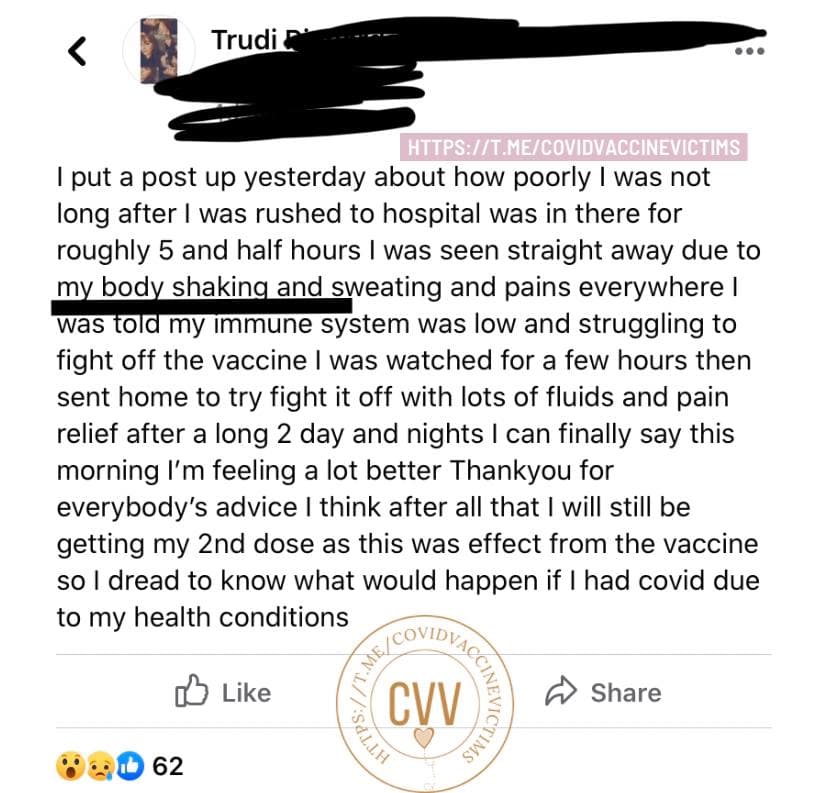 Trudi
HTTPS://T.ME/COVIDVACCINEVICTIMS
I put a post up yesterday about how poorly I was not
long after I was rushed to hospital was in there for
roughly 5 and half hours I was seen straight away due to
my body shaking and sweating and pains everywhere I
was told my immune system was low and struggling to
fight off the vaccine I was watched for a few hours then
sent home to try fight it off with lots of fluids and pain
relief after a long 2 day and nights I can finally say this
morning I'm feeling a lot better Thankyou for
everybody's advice I think after all that I will still be
getting my 2nd dose as this was effect from the vaccine
so I dread to know what would happen if I had covid due
to my health conditions
HTTPS://T.ME/COVIDVACCINEVICTIMS
CVV
Like
Share
62